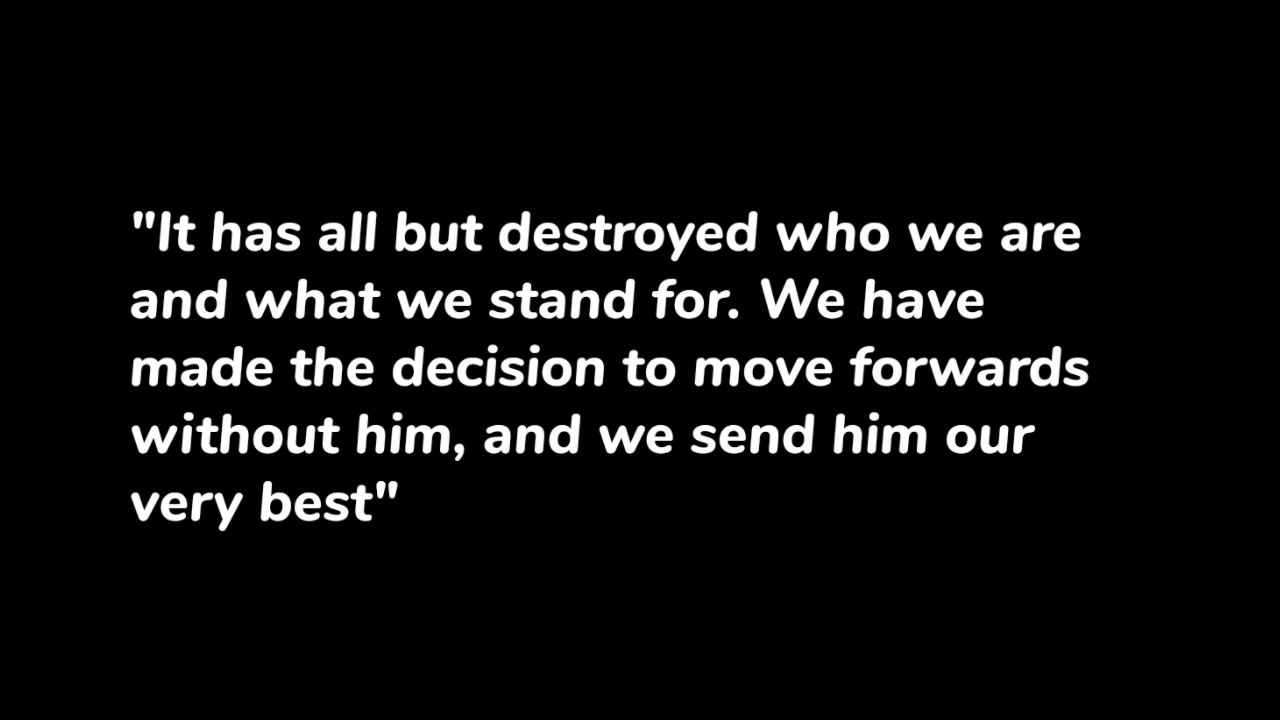 "It has all but destroyed who we are
and what we stand for. We have
made the decision to move forwards
without him, and we send him our
very best"